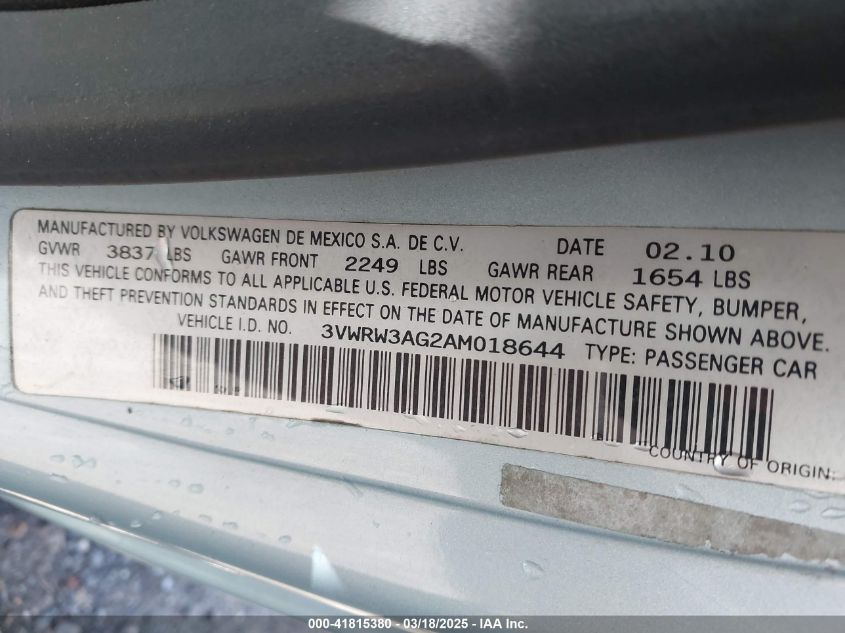 MANUFACTURED BY VOLKSWAGEN DE MEXICO S.A. DE C.V. DATE 02.10
GVWR 3837 LBS GAWR FRONT 2249 LBS GAWR REAR 1654 LBS
THIS VEHICLE CONFORMS TO ALL APPLICABLE U.S. FEDERAL MOTOR VEHICLE SAFETY, BUMPER,
AND THEFT PREVENTION STANDARDS IN EFFECT ON THE DATE OF MANUFACTURE SHOWN ABOVE.
VEHICLE I.D. NO. 3VWRW3AG2AM018644 TYPE: PASSENGER CAR
COUNTRY OF ORIGIN:
000-41815380 / 03/18/2025 - IAA Inc.